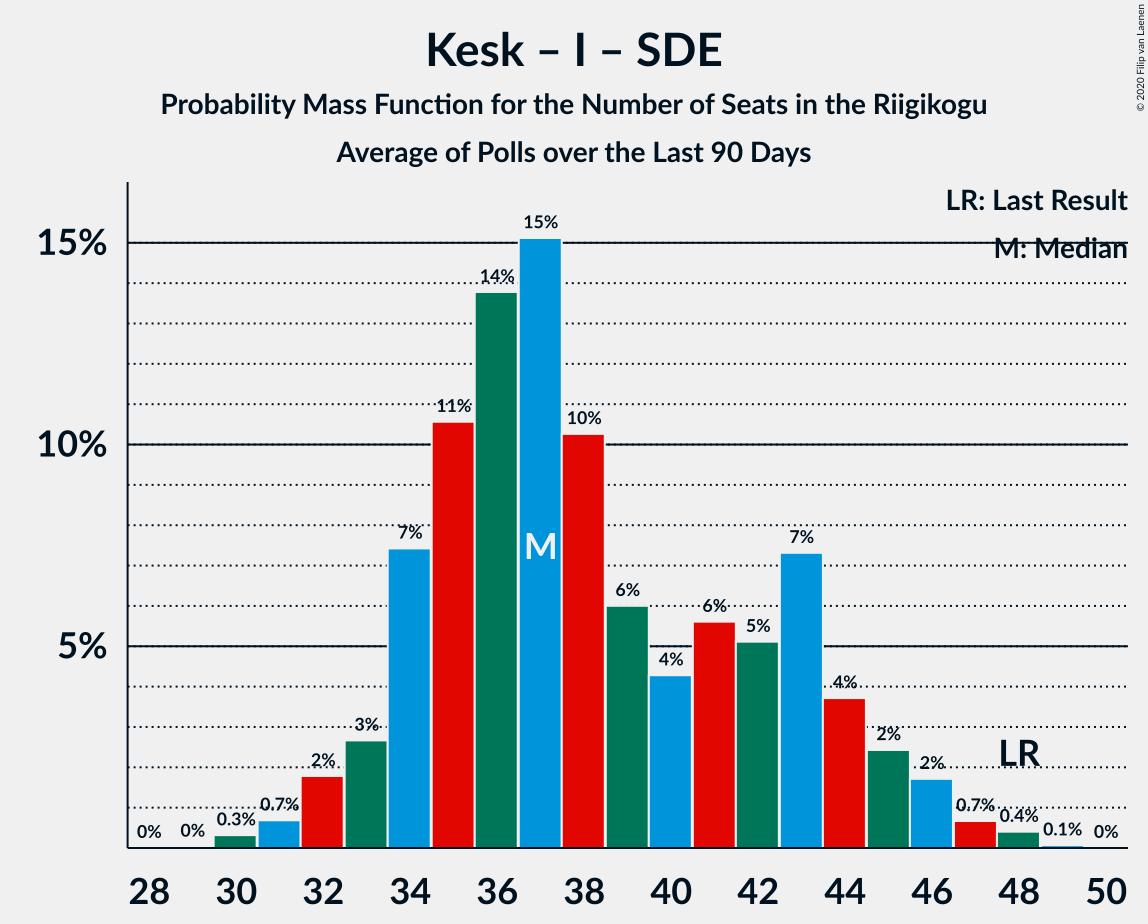 Kesk – I – SDE
Probability Mass Function for the Number of Seats in the Riigikogu
Average of Polls over the Last 90 Days
© 2020 Filip van Laenen
LR: Last Result
M: Median
15%
10%
5%
0%
0%
0.3%
0.7%
2%
3%
7%
11%
14%
15%
10%
6%
4%
6%
5%
7%
4%
2%
2%
0.7%
0.4%
0.1%
0%
M
LR
28 30 32 34 36 38 40 42 44 46 48 50